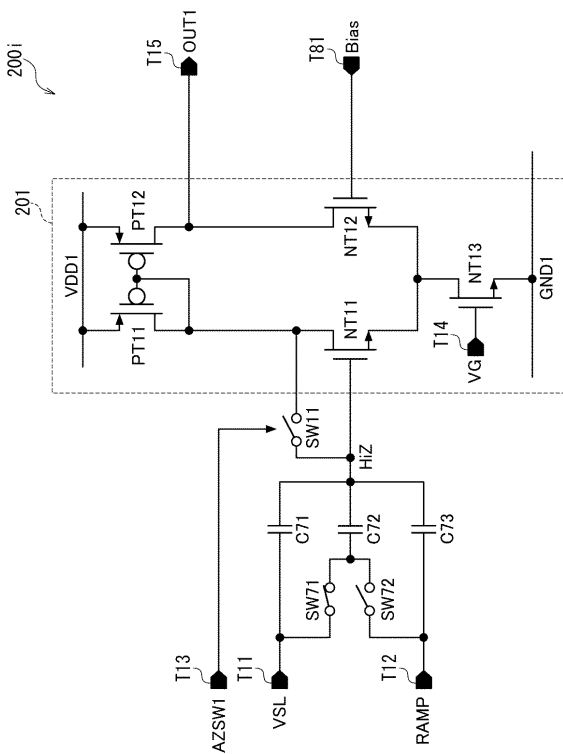 200i
201
T15
OUT1
T81
Bias
VDD1
PT11
PT12
NT11
NT12
NT13
T14
VG
GND1
SW11
HiZ
C71
C72
C73
SW71
SW72
T13
AZSW1
T11
VSL
T12
RAMP